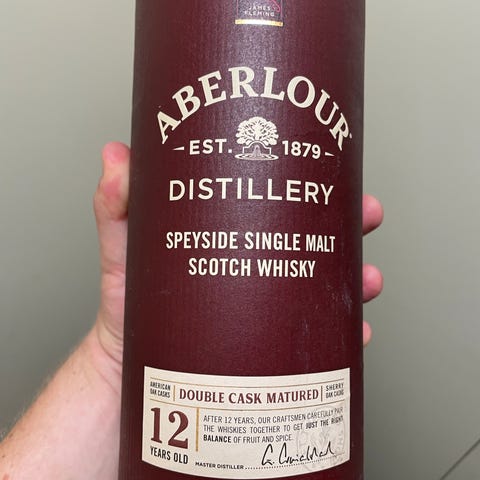 JAMES
FLEMING
ABERLOUR
EST. 1879
DISTILLERY
SPEYSIDE SINGLE MALT
SCOTCH WHISKY
AMERICAN
OAK CASKS
DOUBLE CASK MATURED
SHERRY
OAK CASKS
12
YEARS OLD
AFTER 12 YEARS, OUR CRAFTSMEN CAREFULLY PAIR
THE WHISKIES TOGETHER TO GET JUST THE RIGHT
BALANCE OF FRUIT AND SPICE.
MASTER DISTILLER